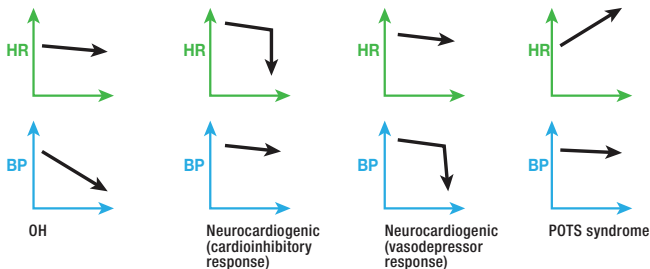 HR
HR
HR
HR
BP
BP
BP
BP
OH
Neurocardiogenic
(cardioinhibitory
response)
Neurocardiogenic
(vasodepressor
response)
POTS syndrome